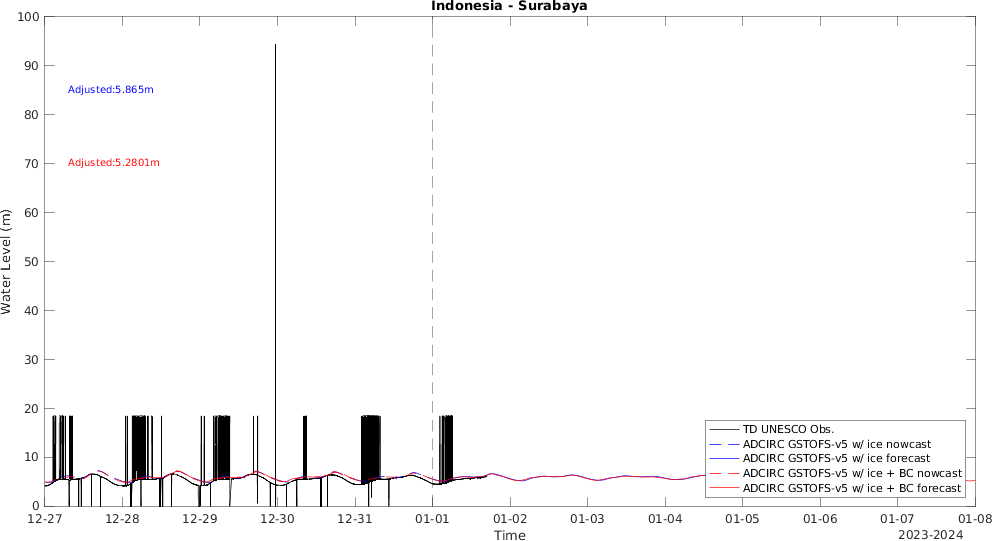 Indonesia - Surabaya
Water Level (m)
100
90
80
70
60
50
40
30
20
10
0
Adjusted:5.865m
Adjusted:5.2801m
TD UNESCO Obs.
ADCIRC GSTOFS-v5 w/ ice nowcast
ADCIRC GSTOFS-v5 w/ ice forecast
ADCIRC GSTOFS-v5 w/ ice + BC nowcast
ADCIRC GSTOFS-v5 w/ ice + BC forecast
12-27 12-28 12-29 12-30 12-31 01-01 01-02 01-03 01-04 01-05 01-06 01-07 01-08
Time
2023-2024